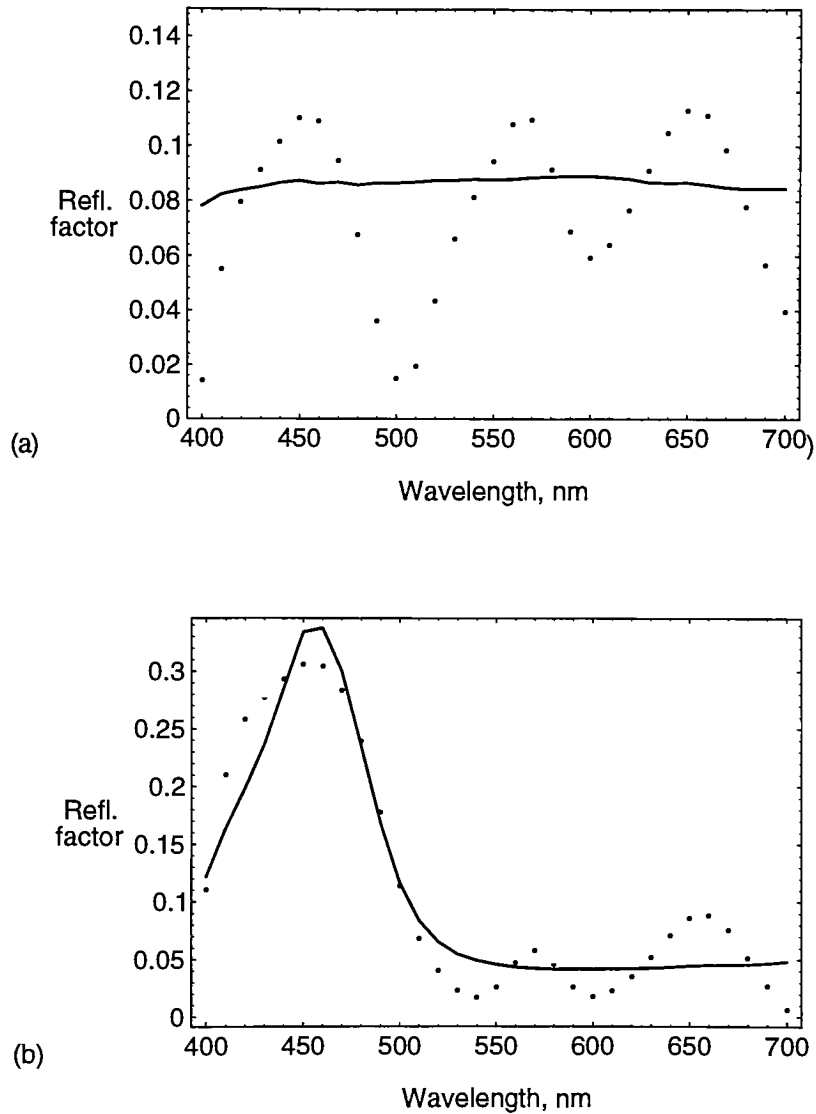 0.14
0.12
0.1
Refl.
factor
0.08
0.06
0.04
0.02
0
(a)
400 450 500 550 600 650 700)
Wavelength, nm
0.3
0.25
0.2
Refl.
factor
0.15
0.1
0.05
0
(b)
400 450 500 550 600 650 700
Wavelength, nm